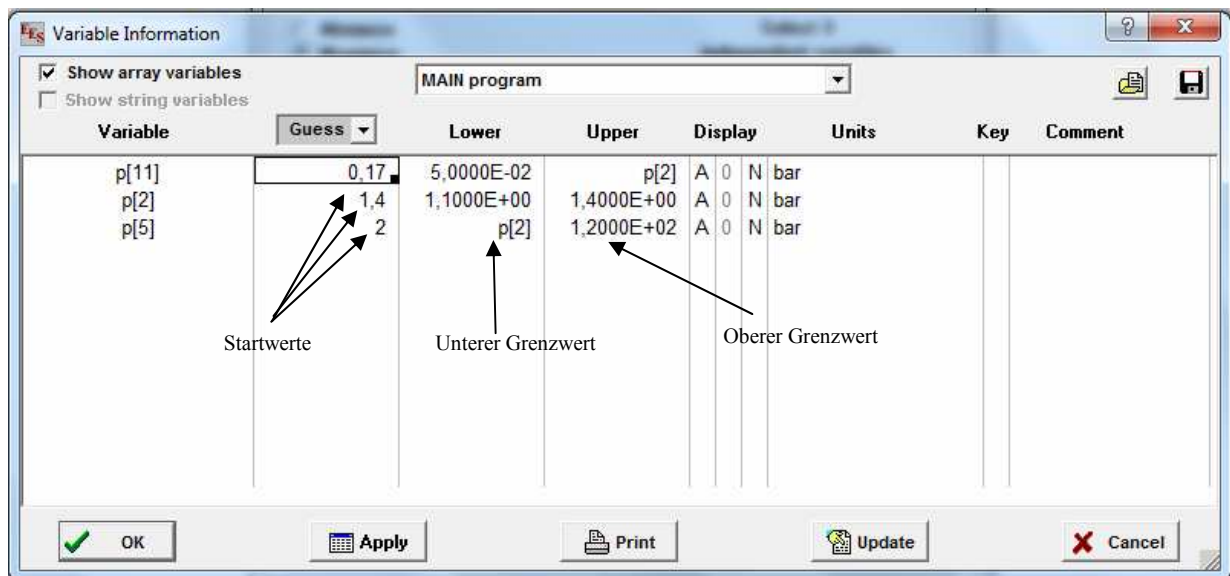 EES Variable Information
Show array variables
MAIN program
Show string variables
Variable Guess Lower Upper Display Units Key Comment
p[11] 0,17 5,0000E-02 p[2] A 0 N bar
p[2] 1,4 1,1000E+00 1,4000E+00 A 0 N bar
p[5] 2 p[2] 1,2000E+02 A 0 N bar
Startwerte Unterer Grenzwert Oberer Grenzwert
OK Apply Print Update Cancel